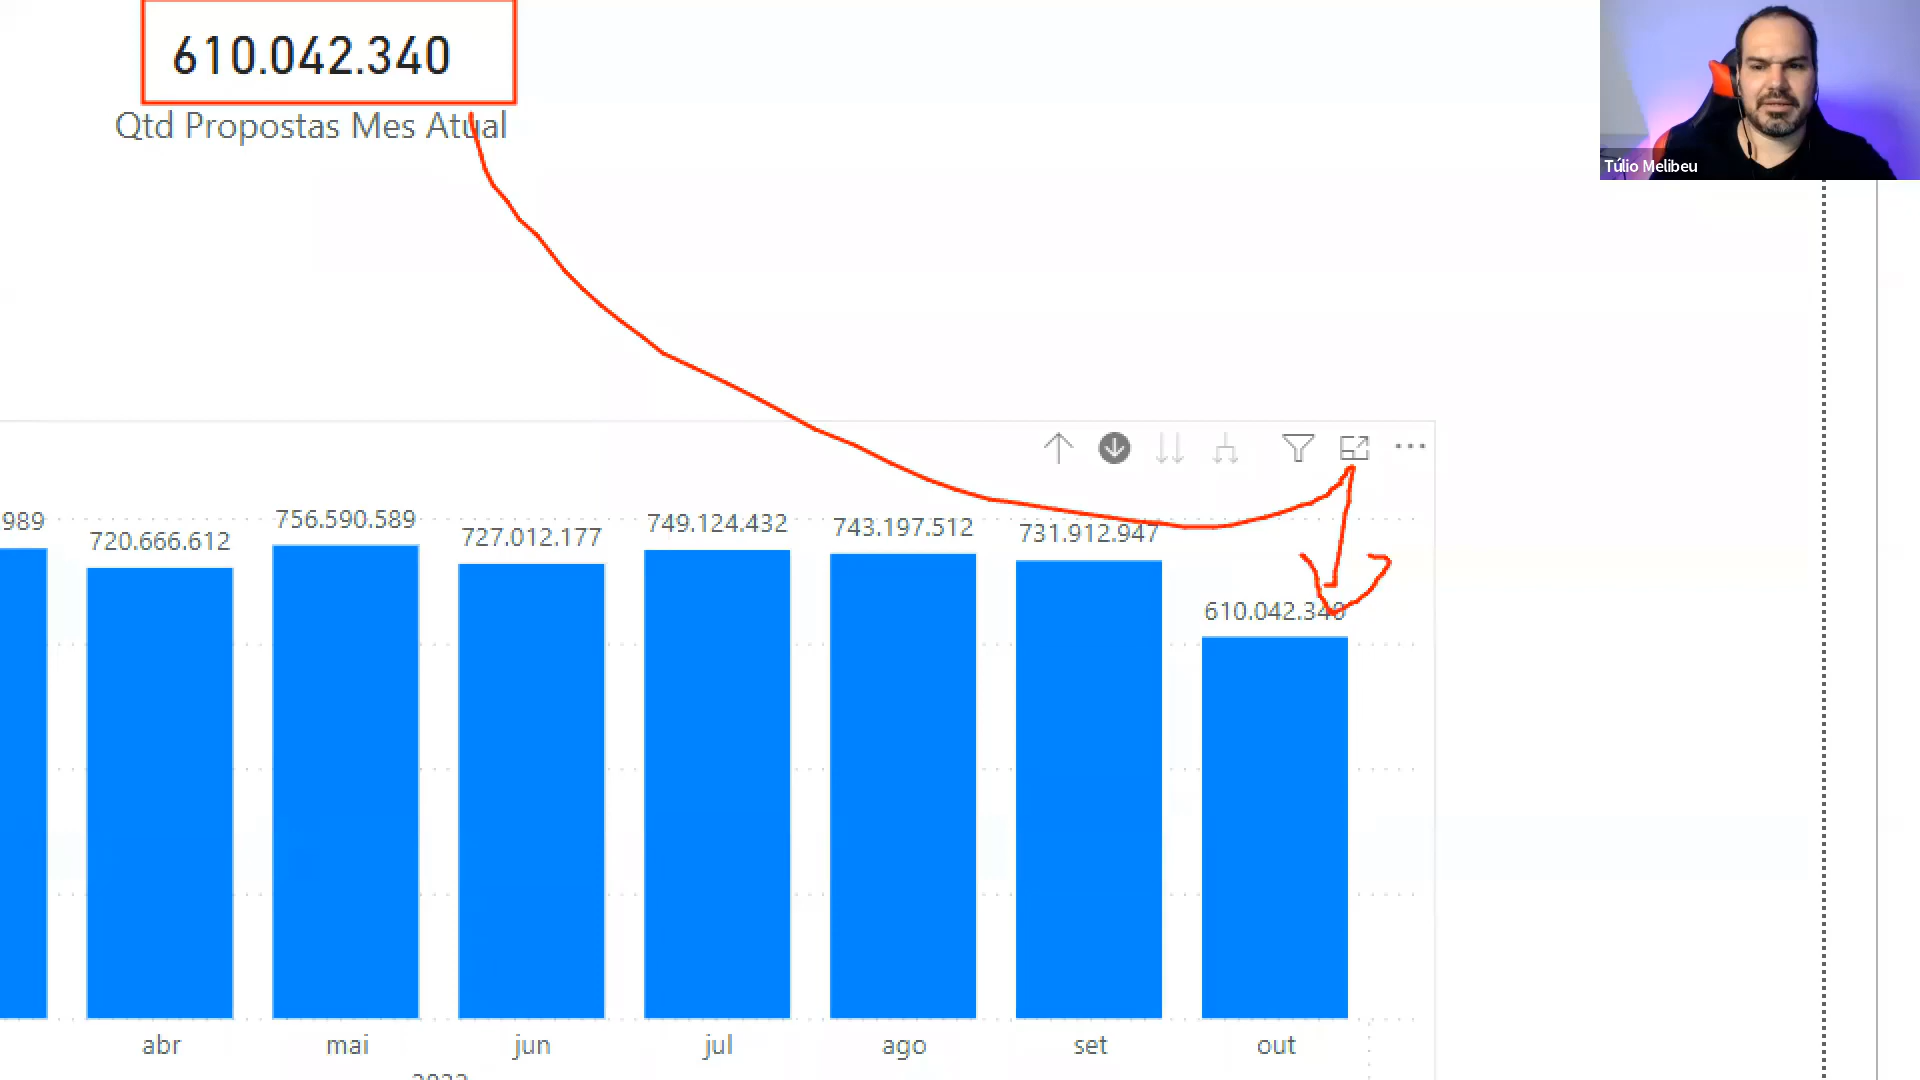 610.042.340
Qtd Propostas Mes Atual
Túlio Melibeu
989
720.666.612
756.590.589
727.012.177
749.124.432
743.197.512
731.912.947
610.042.340
abr
mai
jun
jul
ago
set
out